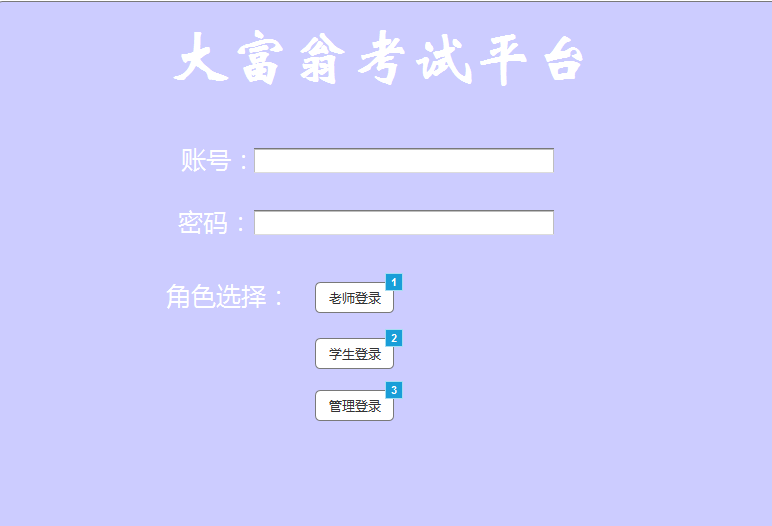 大富翁考试平台
账号：
密码：
角色选择：
老师登录 1
学生登录 2
管理登录 3